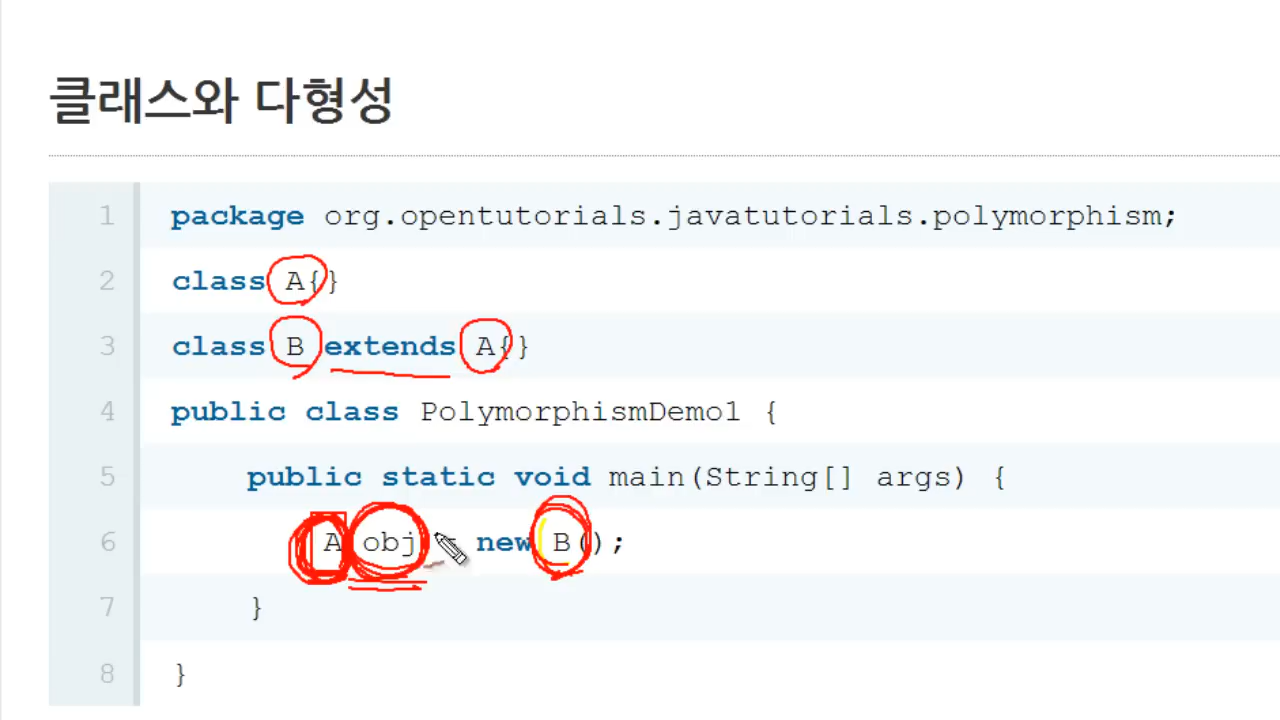 클래스와 다형성
1 package org.opentutorials.javatutorials.polymorphism;
2 class A{}
3 class B extends A{}
4 public class PolymorphismDemo1 {
5 public static void main(String[] args) {
6 A obj = new B();
7 }
8 }